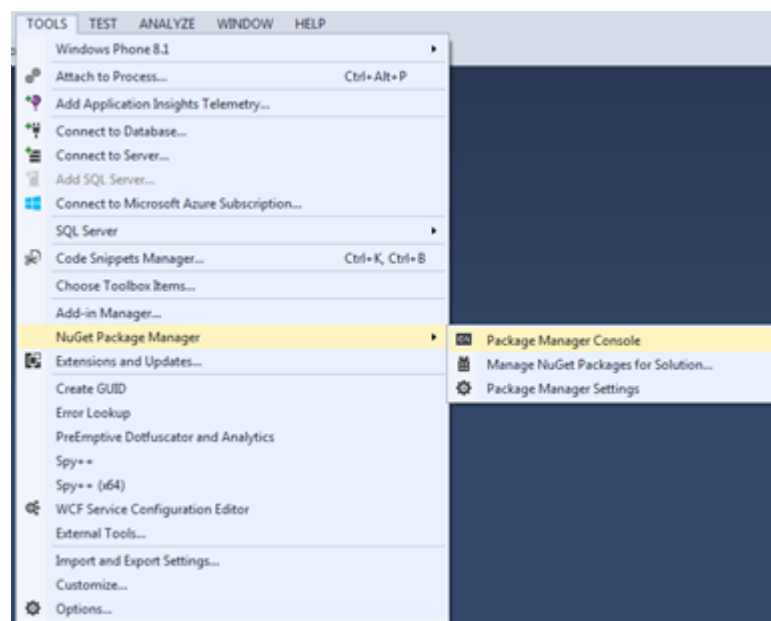 TOOLS TEST ANALYZE WINDOW HELP
Windows Phone 8.1
Attach to Process... Ctrl+Alt+P
Add Application Insights Telemetry...
Connect to Database...
Connect to Server...
Add SQL Server...
Connect to Microsoft Azure Subscription...
SQL Server
Code Snippets Manager... Ctrl+K, Ctrl+B
Choose Toolbox Items...
Add-in Manager...
NuGet Package Manager
Package Manager Console
Extensions and Updates...
Manage NuGet Packages for Solution...
Create GUID
Package Manager Settings
Error Lookup
PreEmptive Dotfuscator and Analytics
Spy++
Spy++ (x64)
WCF Service Configuration Editor
External Tools...
Import and Export Settings...
Customize...
Options...